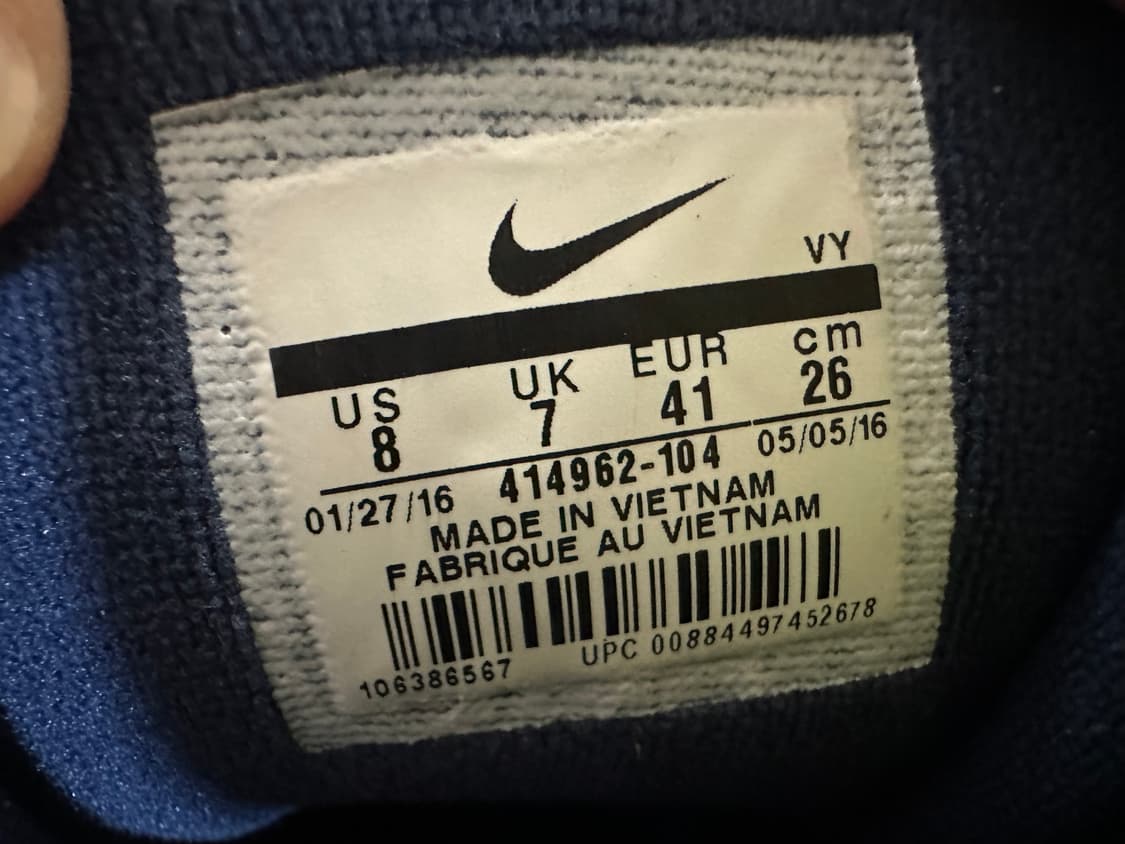 VY
US UK EUR cm
8 7 41 26
01/27/16 414962-104 05/05/16
MADE IN VIETNAM
FABRIQUE AU VIETNAM
106386567 UPC 00884497452678